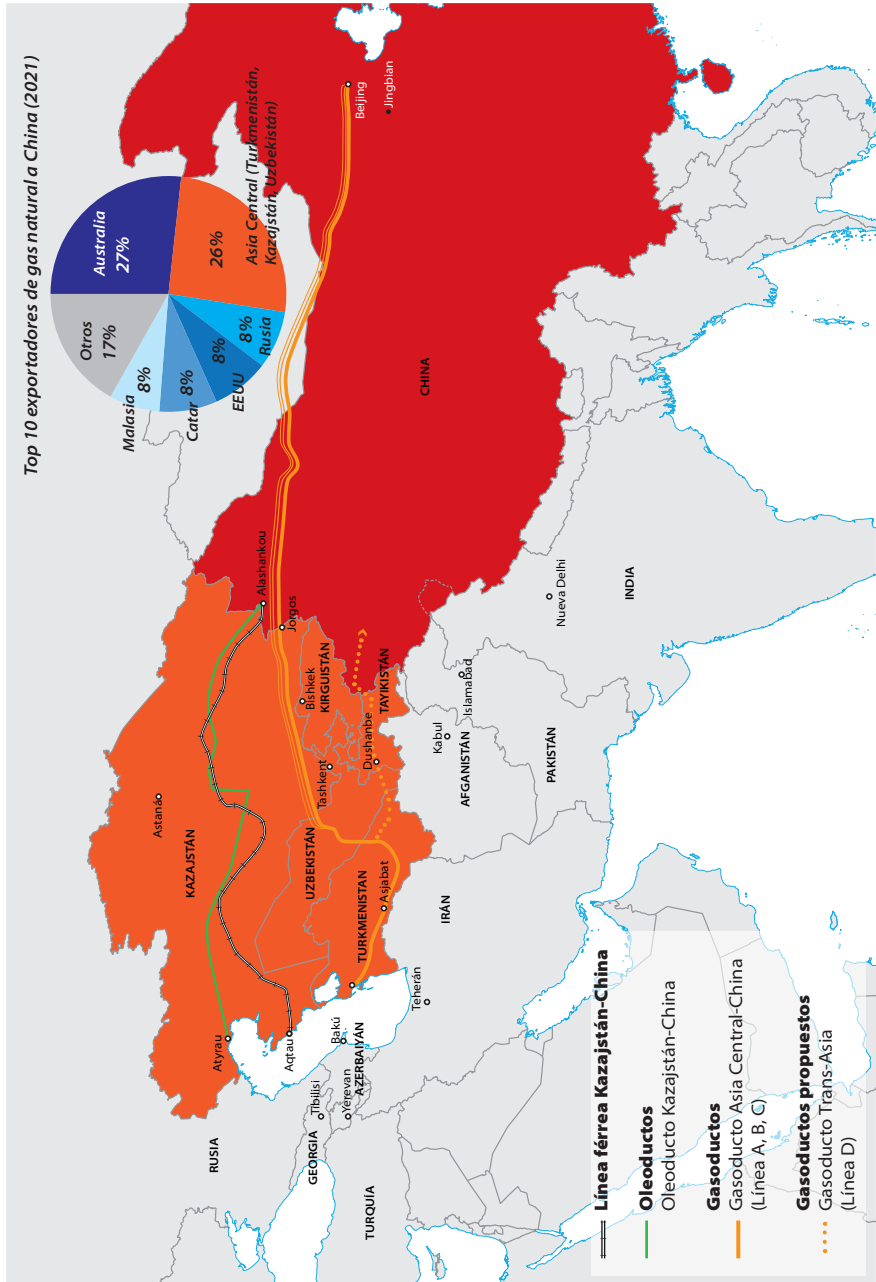 Top 10 exportadores de gas natural a China (2021)
Australia
27%
26%
Asia Central (Turkmenistán,
Kazajstán, Uzbekistán)
8%
Rusia
8%
EEUU
Catar 8%
Malasia 8%
Otros
17%
RUSIA
Astaná
KAZAJSTÁN
Atyrau
Aqtau
Alashankou
Jorgos
Beijing
Jingbian
CHINA
Bishkek
KIRGUISTÁN
Tashkent
UZBEKISTÁN
Dushanbe
TAYIKISTÁN
TURKMENISTAN
Asjabat
Bakú
AZERBAIYÁN
Tibilisi
GEORGIA
Yerevan
TURQUÍA
Teherán
IRÁN
Kabul
AFGANISTÁN
Islamabad
PAKISTÁN
Nueva Delhi
INDIA
Línea férrea Kazajstán-China
Oleoductos
Oleoducto Kazajstán-China
Gasoductos
Gasoducto Asia Central-China
(Línea A, B, C)
Gasoductos propuestos
Gasoducto Trans-Asia
(Línea D)